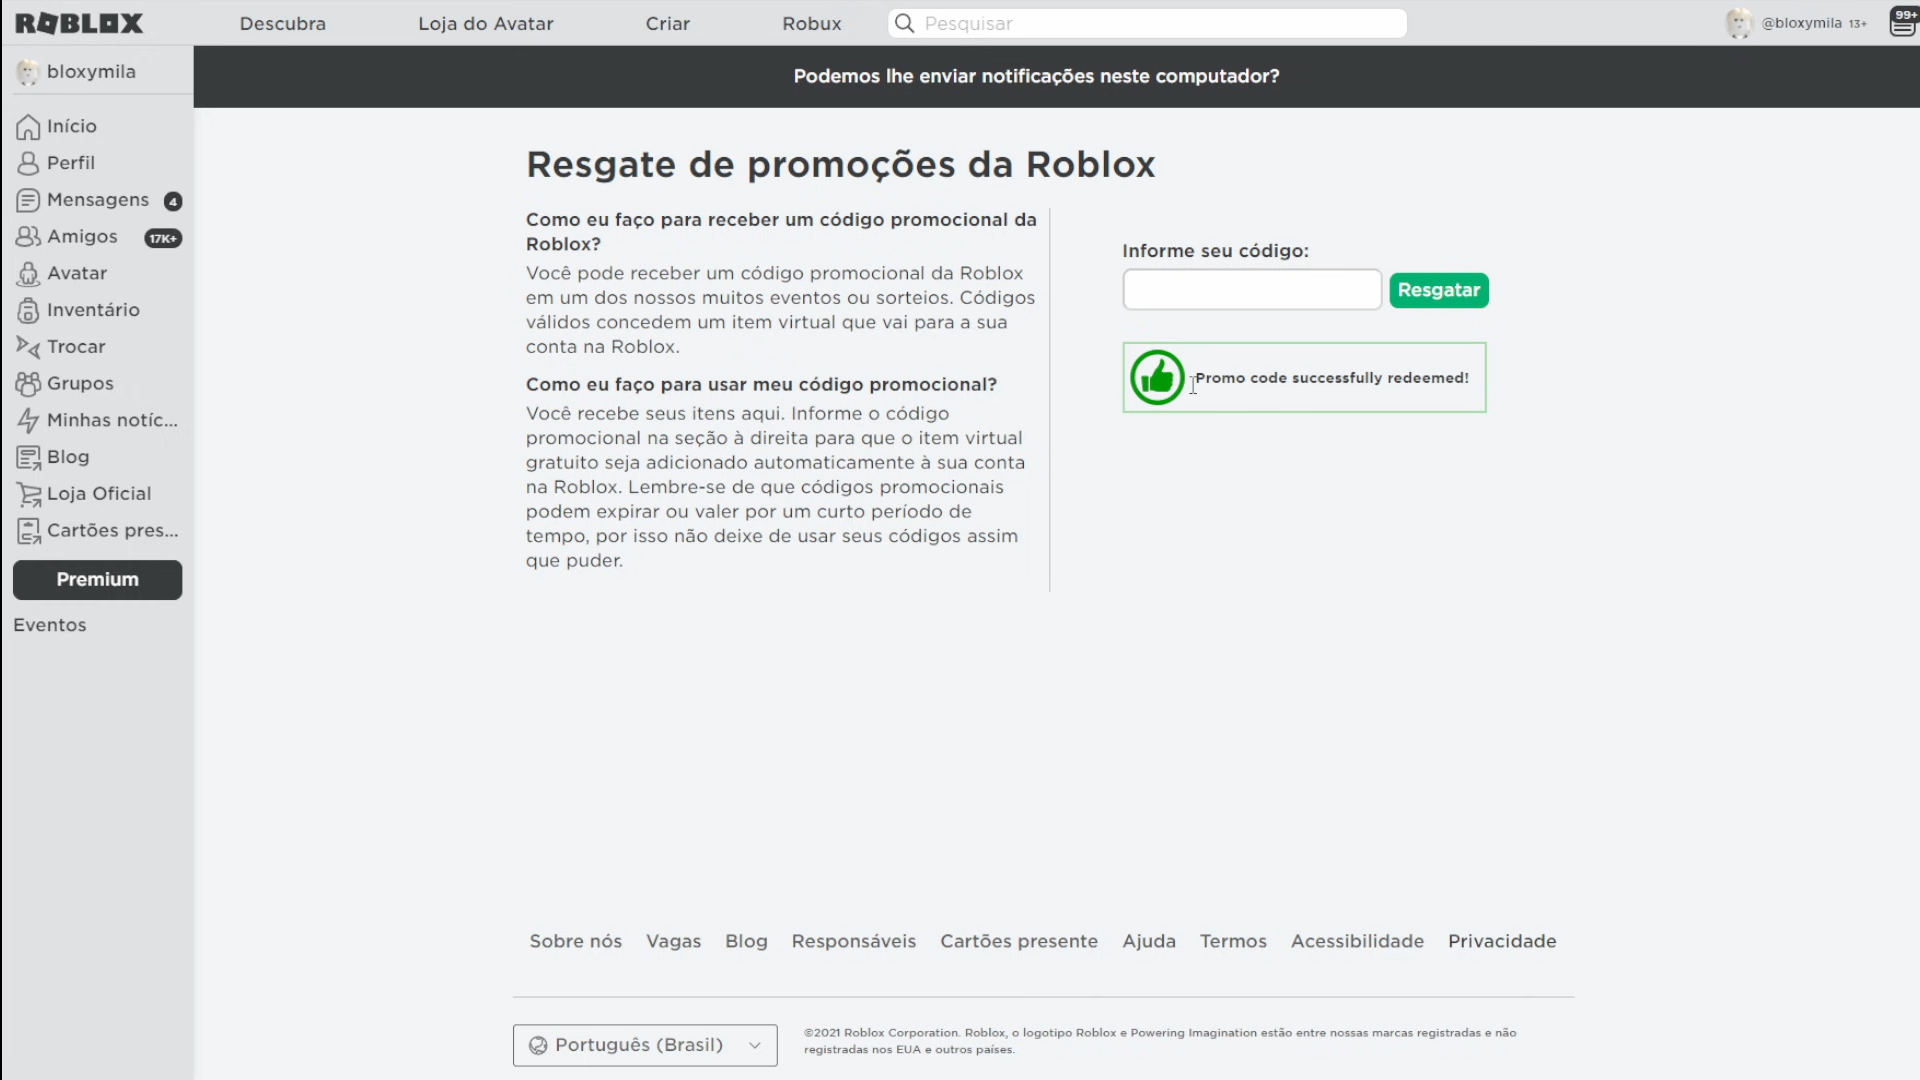 ROBLOX
Descubra
Loja do Avatar
Criar
Robux
Pesquisar
@bloxymila 13+
99+
bloxymila
Podemos lhe enviar notificações neste computador?
Início
Perfil
Mensagens 4
Amigos 17K+
Avatar
Inventário
Trocar
Grupos
Minhas notíc...
Blog
Loja Oficial
Cartões pres...
Premium
Eventos
Resgate de promoções da Roblox
Como eu faço para receber um código promocional da
Roblox?
Você pode receber um código promocional da Roblox
em um dos nossos muitos eventos ou sorteios. Códigos
válidos concedem um item virtual que vai para a sua
conta na Roblox.
Como eu faço para usar meu código promocional?
Você recebe seus itens aqui. Informe o código
promocional na seção à direita para que o item virtual
gratuito seja adicionado automaticamente à sua conta
na Roblox. Lembre-se de que códigos promocionais
podem expirar ou valer por um curto período de
tempo, por isso não deixe de usar seus códigos assim
que puder.
Informe seu código:
Resgatar
Promo code successfully redeemed!
Sobre nós
Vagas
Blog
Responsáveis
Cartões presente
Ajuda
Termos
Acessibilidade
Privacidade
Português (Brasil)
©2021 Roblox Corporation. Roblox, o logotipo Roblox e Powering Imagination estão entre nossas marcas registradas e não
registradas nos EUA e outros países.